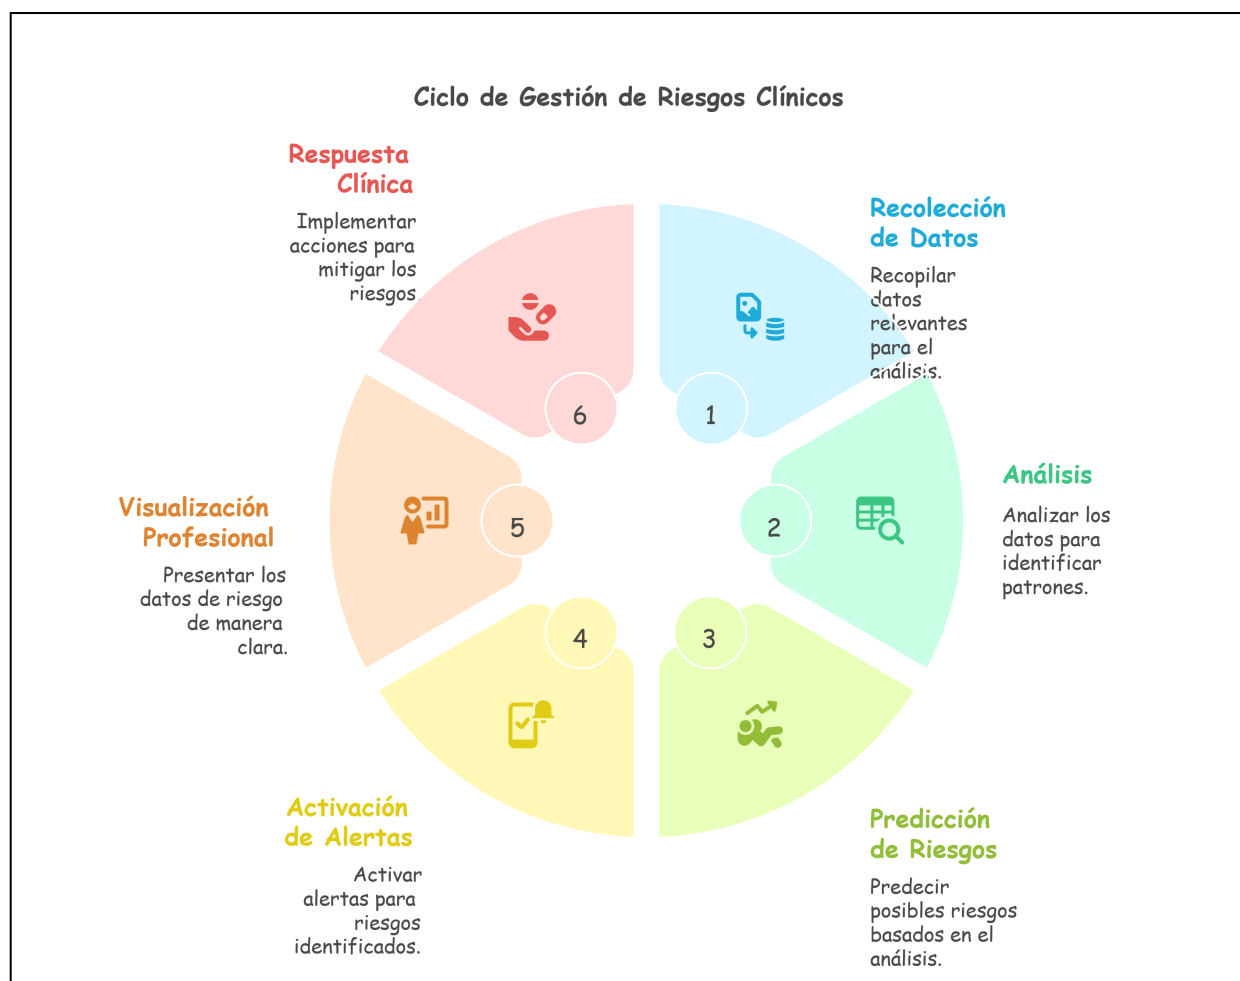 Ciclo de Gestión de Riesgos Clínicos
Respuesta
Clínica
Implementar
acciones para
mitigar los
riesgos.
6
Recolección
de Datos
Recopilar
datos
relevantes
para el
análisis.
1
Análisis
Analizar los
datos para
identificar
patrones.
2
Visualización
Profesional
Presentar los
datos de riesgo
de manera
clara.
5
4
3
Activación
de Alertas
Activar
alertas para
riesgos
identificados.
Predicción
de Riesgos
Predecir
posibles riesgos
basados en el
análisis.